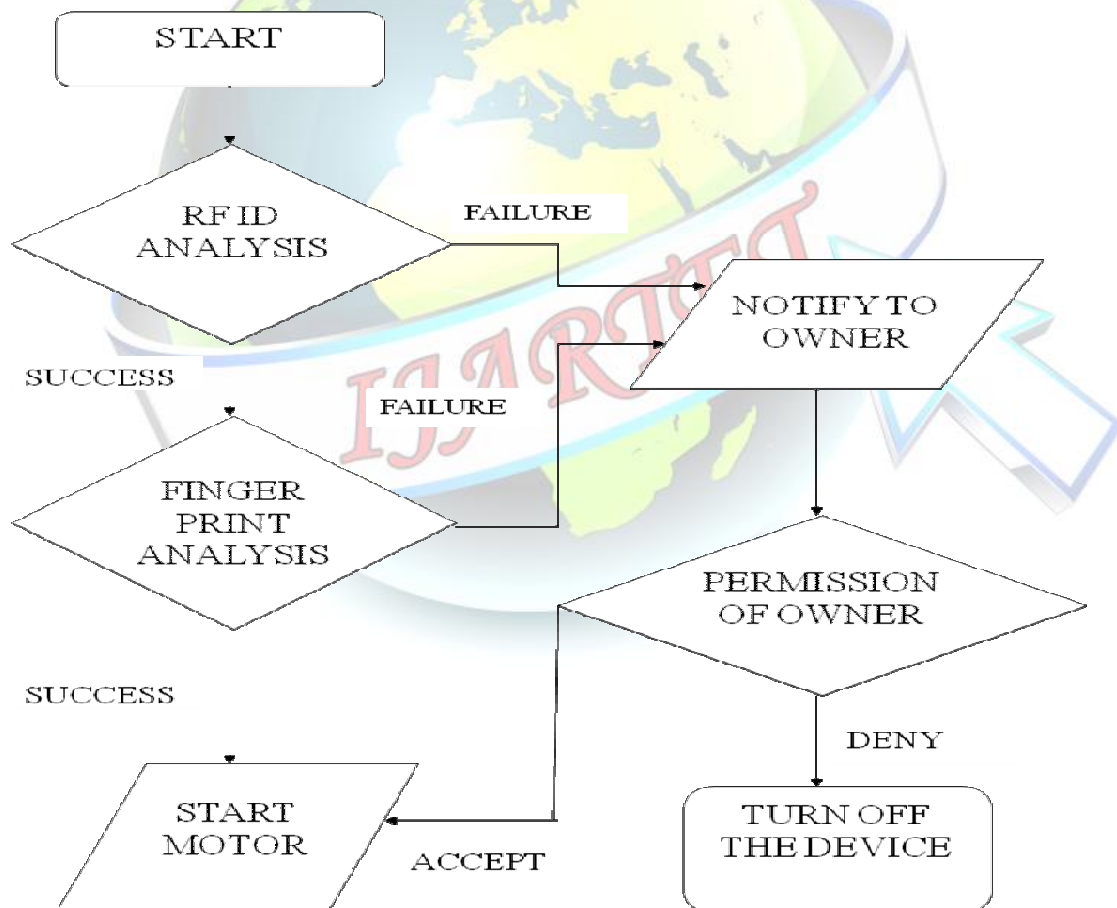 START
RF ID
ANALYSIS
FAILURE
NOTIFY TO
OWNER
SUCCESS
FAILURE
FINGER
PRINT
ANALYSIS
PERMISSION
OF OWNER
SUCCESS
DENY
START
MOTOR
ACCEPT
TURN OFF
THE DEVICE